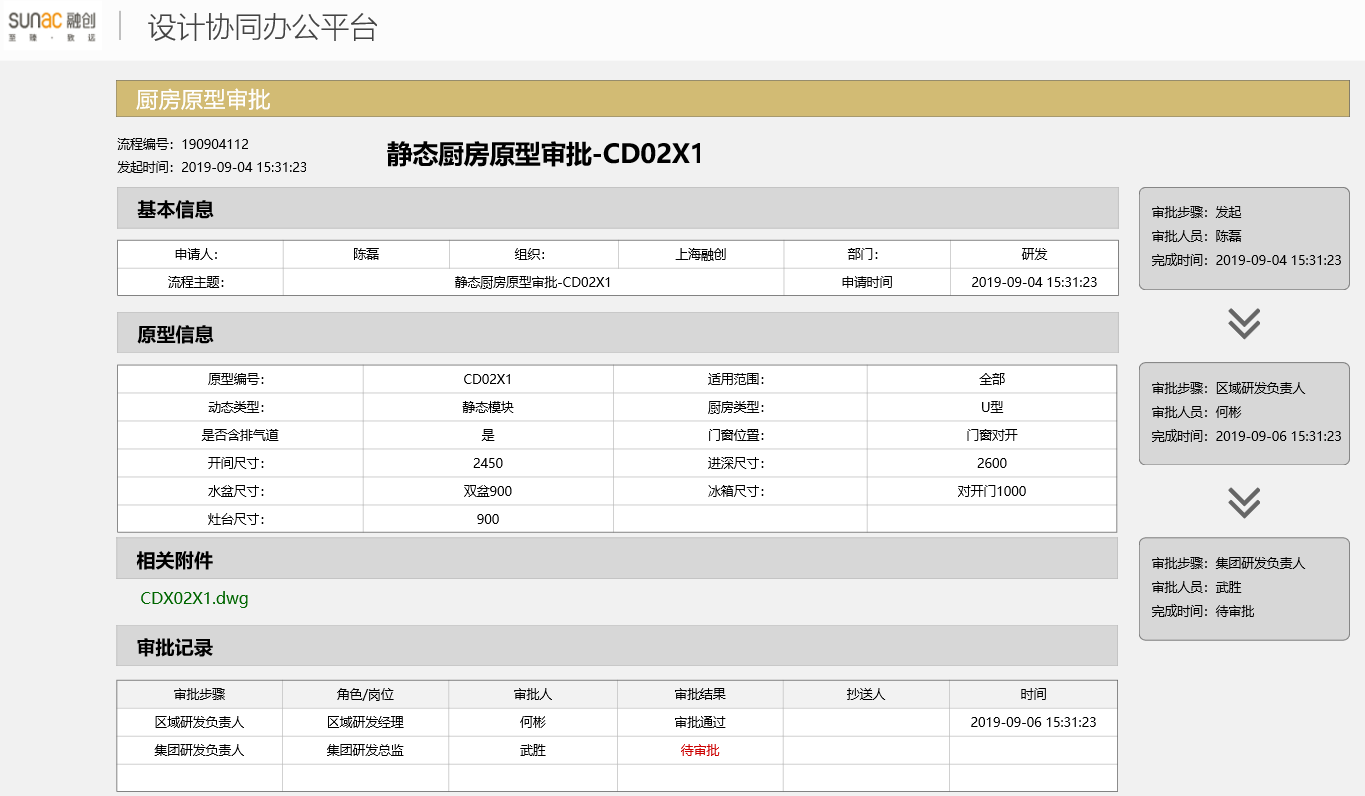 sunac 融创
至臻·致远
设计协同办公平台
厨房原型审批
流程编号：190904112
发起时间：2019-09-04 15:31:23
静态厨房原型审批-CD02X1
基本信息
申请人： 陈磊 组织： 上海融创 部门： 研发
流程主题： 静态厨房原型审批-CD02X1 申请时间 2019-09-04 15:31:23
原型信息
原型编号： CD02X1 适用范围： 全部
动态类型： 静态模块 厨房类型： U型
是否含排气道 是 门窗位置： 门窗对开
开间尺寸： 2450 进深尺寸： 2600
水盆尺寸： 双盆900 冰箱尺寸： 对开门1000
灶台尺寸： 900
相关附件
CDX02X1.dwg
审批记录
审批步骤 角色/岗位 审批人 审批结果 抄送人 时间
区域研发负责人 区域研发经理 何彬 审批通过 2019-09-06 15:31:23
集团研发负责人 集团研发总监 武胜 待审批
审批步骤：发起
审批人员：陈磊
完成时间：2019-09-04 15:31:23
审批步骤：区域研发负责人
审批人员：何彬
完成时间：2019-09-06 15:31:23
审批步骤：集团研发负责人
审批人员：武胜
完成时间：待审批